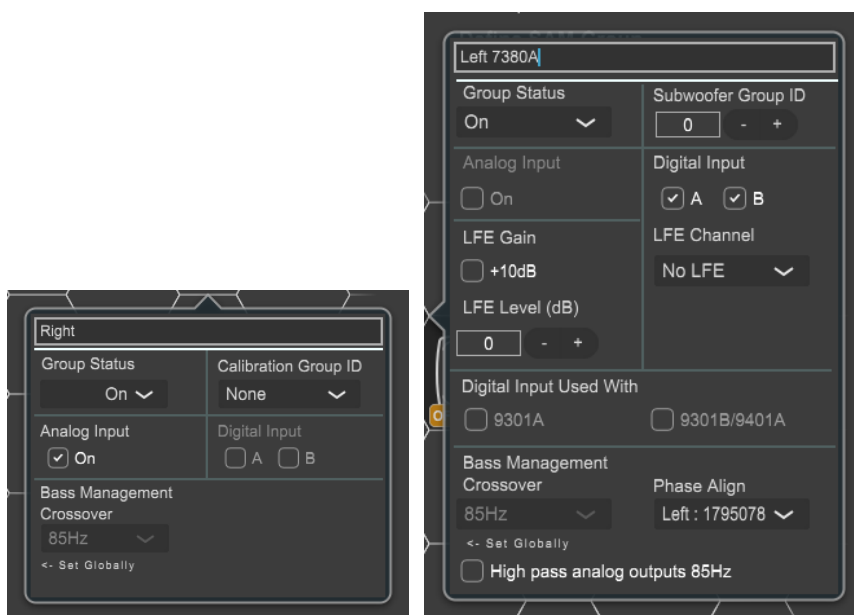 Right
Group Status
Calibration Group ID
On
None
Analog Input
Digital Input
On
A
B
Bass Management
Crossover
85Hz
<- Set Globally
Left 7380A
Group Status
Subwoofer Group ID
On
0 - +
Analog Input
Digital Input
On
A
B
LFE Gain
LFE Channel
+10dB
No LFE
LFE Level (dB)
0 - +
Digital Input Used With
9301A
9301B/9401A
Bass Management
Crossover
Phase Align
85Hz
Left : 1795078
<- Set Globally
High pass analog outputs 85Hz